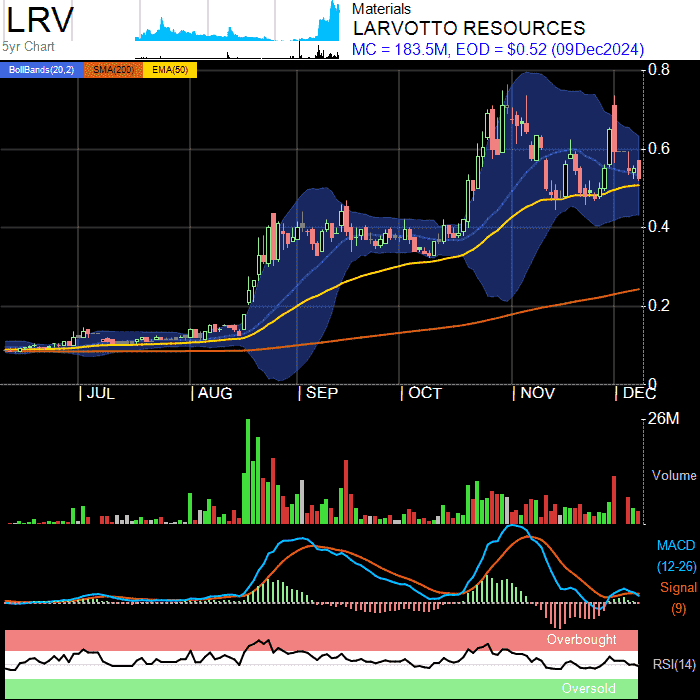 LRV
5yr Chart
Materials
LARVOTTO RESOURCES
MC = 183.5M, EOD = $0.52 (09Dec2024)
BollBands(20,2) SMA(200) EMA(50)
0.8
0.6
0.4
0.2
0
JUL AUG SEP OCT NOV DEC
26M
Volume
MACD
(12-26)
Signal
(9)
Overbought
RSI(14)
Oversold